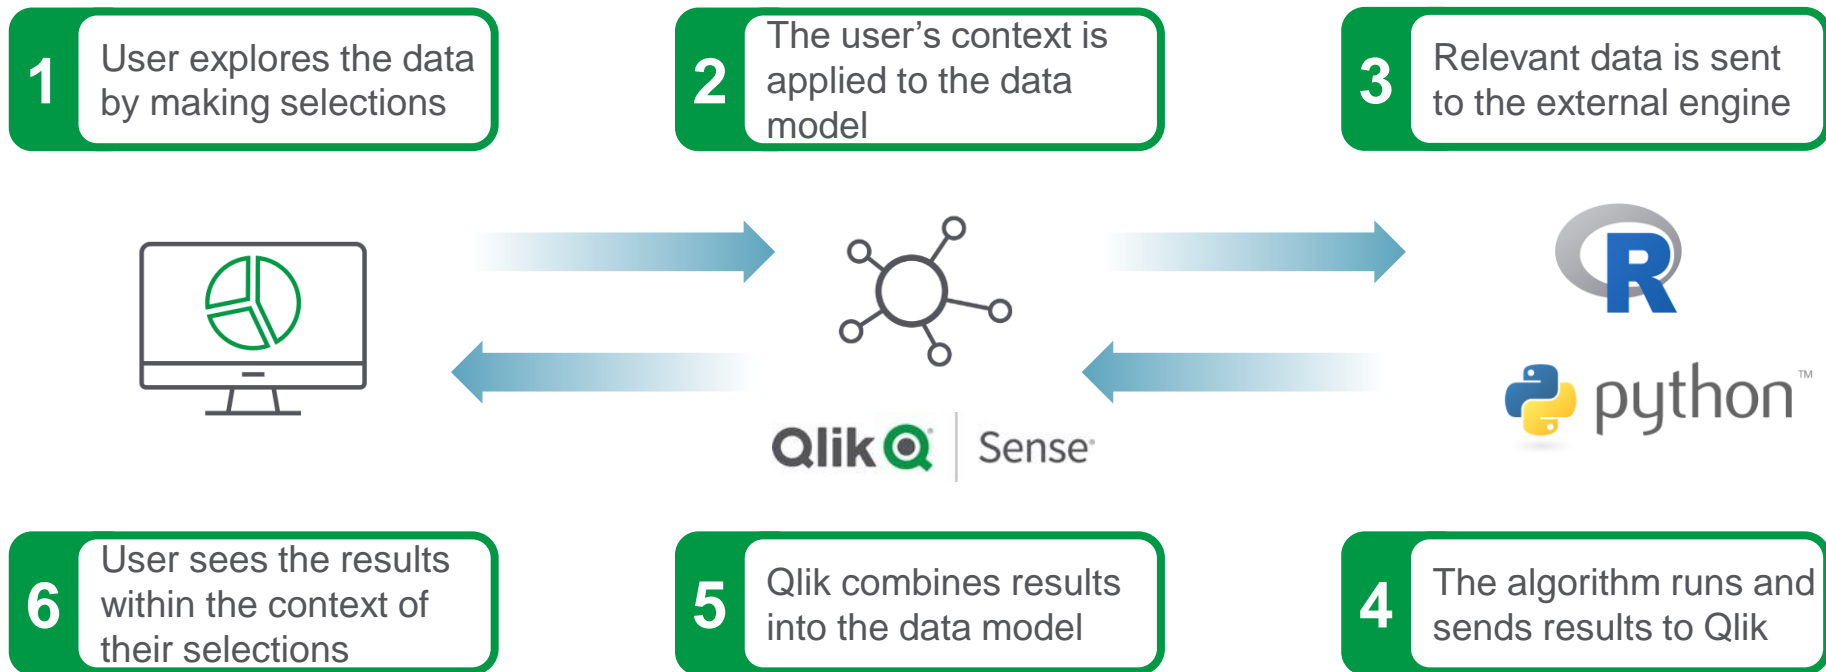 1
User explores the data
by making selections
2
The user’s context is
applied to the data
model
3
Relevant data is sent
to the external engine
R
Qlik
Sense®
python™
6
User sees the results
within the context of
their selections
5
Qlik combines results
into the data model
4
The algorithm runs and
sends results to Qlik